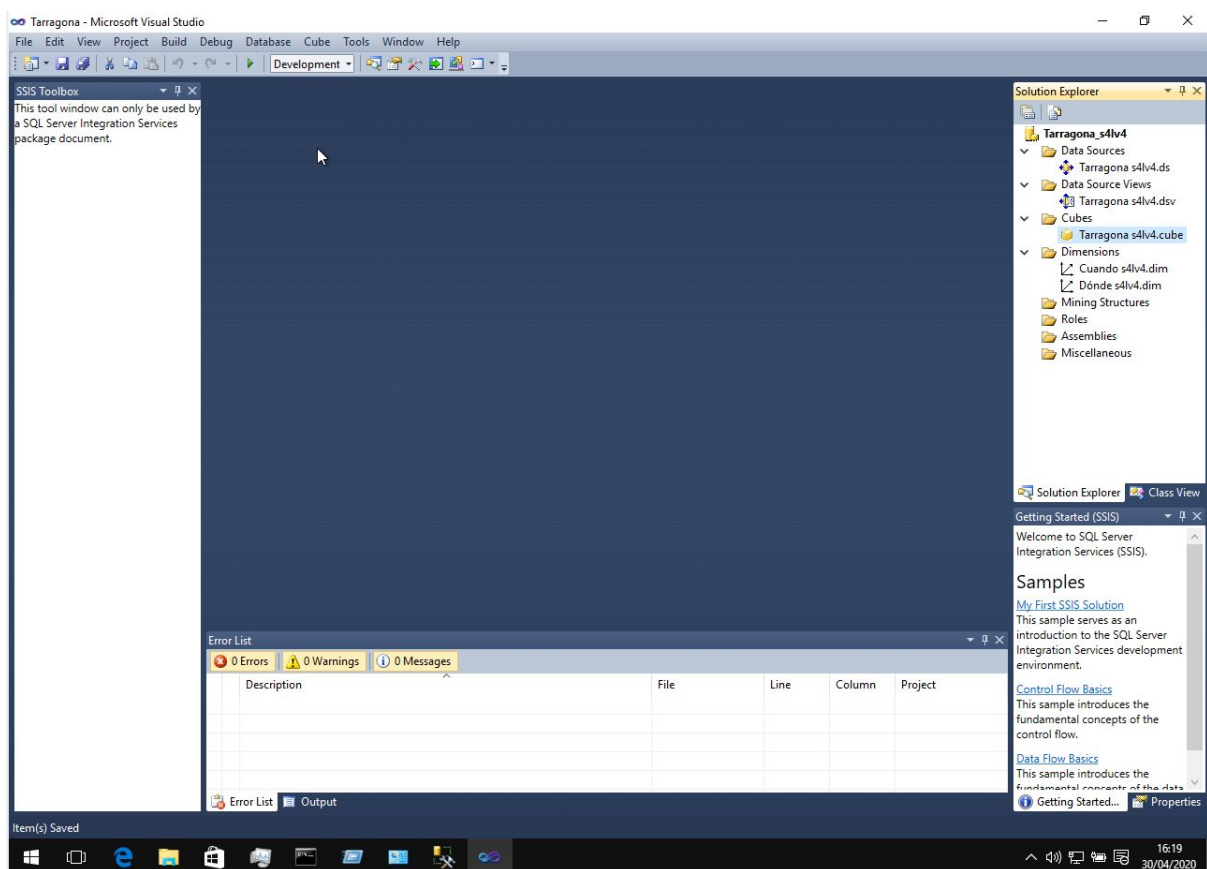 Tarragona - Microsoft Visual Studio
File Edit View Project Build Debug Database Cube Tools Window Help
Development
SSIS Toolbox
This tool window can only be used by
a SQL Server Integration Services
package document.
Solution Explorer
Tarragona_s4lv4
Data Sources
Tarragona s4lv4.ds
Data Source Views
Tarragona s4lv4.dsv
Cubes
Tarragona s4lv4.cube
Dimensions
Cuando s4lv4.dim
Dónde s4lv4.dim
Mining Structures
Roles
Assemblies
Miscellaneous
Solution Explorer Class View
Getting Started (SSIS)
Welcome to SQL Server
Integration Services (SSIS).
Samples
My First SSIS Solution
This sample serves as an
introduction to the SQL Server
Integration Services development
environment.
Control Flow Basics
This sample introduces the
fundamental concepts of the
control flow.
Data Flow Basics
This sample introduces the
fundamental concepts of the data
Getting Started... Properties
Error List
0 Errors 0 Warnings 0 Messages
Description File Line Column Project
Error List Output
Item(s) Saved
16:19
30/04/2020